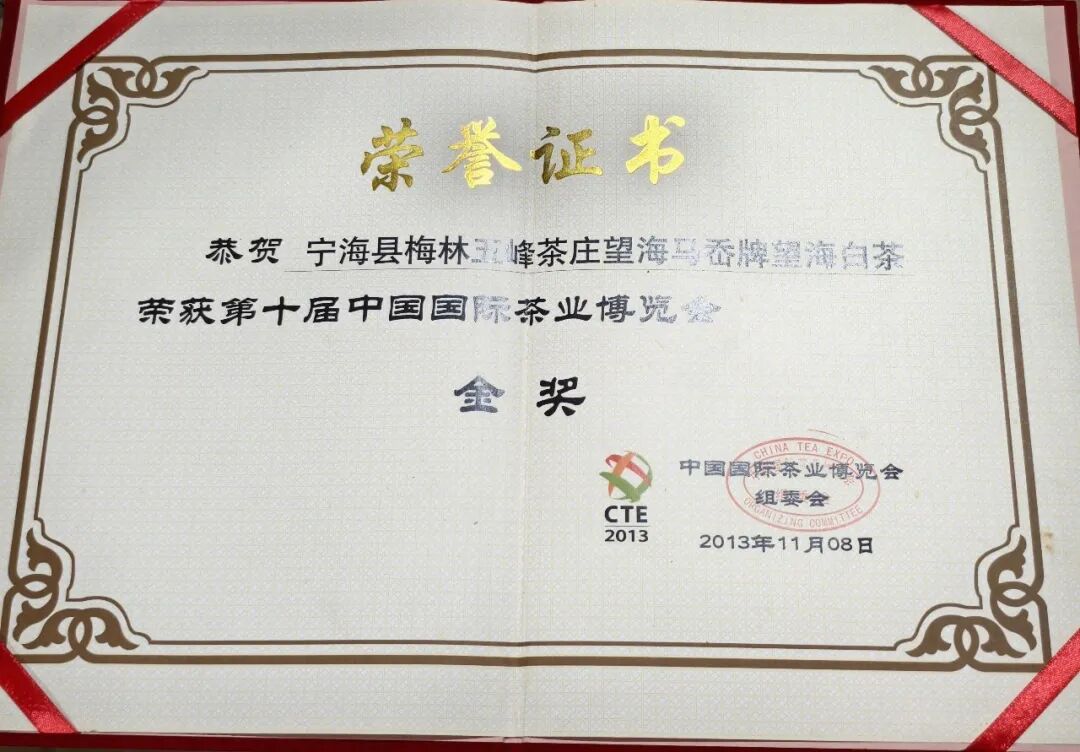 荣誉证书
恭贺 宁海县梅林五峰茶庄望海马岙牌望海白茶
荣获第十届中国国际茶业博览会
金奖
CHINA TEA EXPO
中国国际茶业博览会
组委会
ORGANIZING COMMITTEE
CTE
2013
2013年11月08日